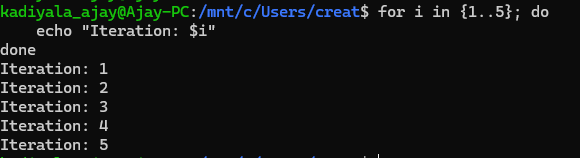 kadiyala_ajay@Ajay-PC:/mnt/c/Users/creat$ for i in {1..5}; do
    echo "Iteration: $i"
done
Iteration: 1
Iteration: 2
Iteration: 3
Iteration: 4
Iteration: 5